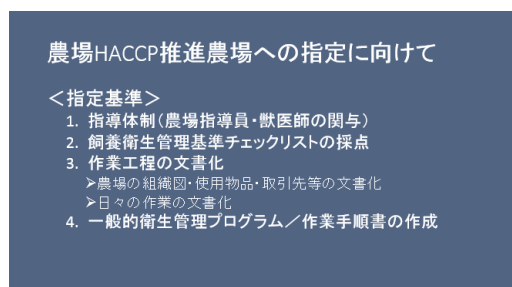 農場HACCP推進農場への指定に向けて
＜指定基準＞
1. 指導体制（農場指導員・獣医師の関与）
2. 飼養衛生管理基準チェックリストの採点
3. 作業工程の文書化
➢農場の組織図・使用物品・取引先等の文書化
➢日々の作業の文書化
4. 一般的衛生管理プログラム／作業手順書の作成